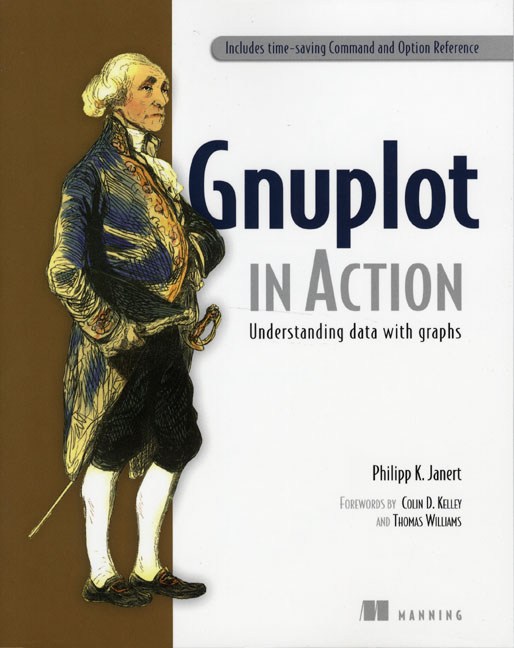 Includes time-saving Command and Option Reference
Gnuplot
IN ACTION
Understanding data with graphs
Philipp K. Janert
FOREWORDS BY COLIN D. KELLEY
AND THOMAS WILLIAMS
MANNING